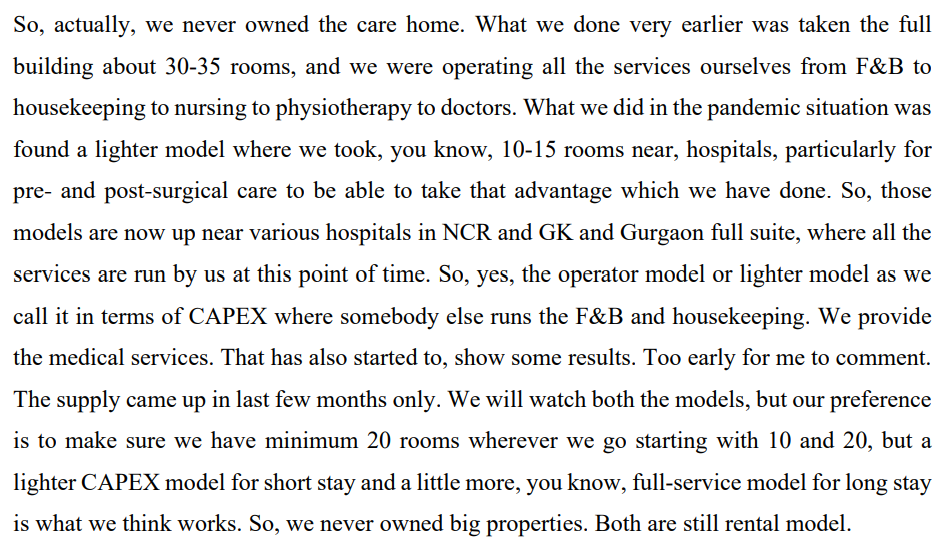 So, actually, we never owned the care home. What we done very earlier was taken the full
building about 30-35 rooms, and we were operating all the services ourselves from F&B to
housekeeping to nursing to physiotherapy to doctors. What we did in the pandemic situation was
found a lighter model where we took, you know, 10-15 rooms near, hospitals, particularly for
pre- and post-surgical care to be able to take that advantage which we have done. So, those
models are now up near various hospitals in NCR and GK and Gurgaon full suite, where all the
services are run by us at this point of time. So, yes, the operator model or lighter model as we
call it in terms of CAPEX where somebody else runs the F&B and housekeeping. We provide
the medical services. That has also started to, show some results. Too early for me to comment.
The supply came up in last few months only. We will watch both the models, but our preference
is to make sure we have minimum 20 rooms wherever we go starting with 10 and 20, but a
lighter CAPEX model for short stay and a little more, you know, full-service model for long stay
is what we think works. So, we never owned big properties. Both are still rental model.